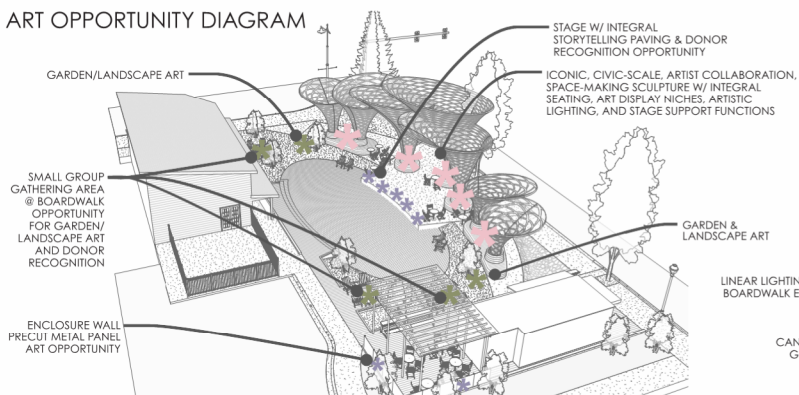 ART OPPORTUNITY DIAGRAM
GARDEN/LANDSCAPE ART
SMALL GROUP
GATHERING AREA
@ BOARDWALK
OPPORTUNITY
FOR GARDEN/
LANDSCAPE ART
AND DONOR
RECOGNITION
ENCLOSURE WALL
PRECUT METAL PANEL
ART OPPORTUNITY
STAGE W/ INTEGRAL
STORYTELLING PAVING & DONOR
RECOGNITION OPPORTUNITY
ICONIC, CIVIC-SCALE, ARTIST COLLABORATION,
SPACE-MAKING SCULPTURE W/ INTEGRAL
SEATING, ART DISPLAY NICHES, ARTISTIC
LIGHTING, AND STAGE SUPPORT FUNCTIONS
GARDEN &
LANDSCAPE ART
LINEAR
BOARDWALK